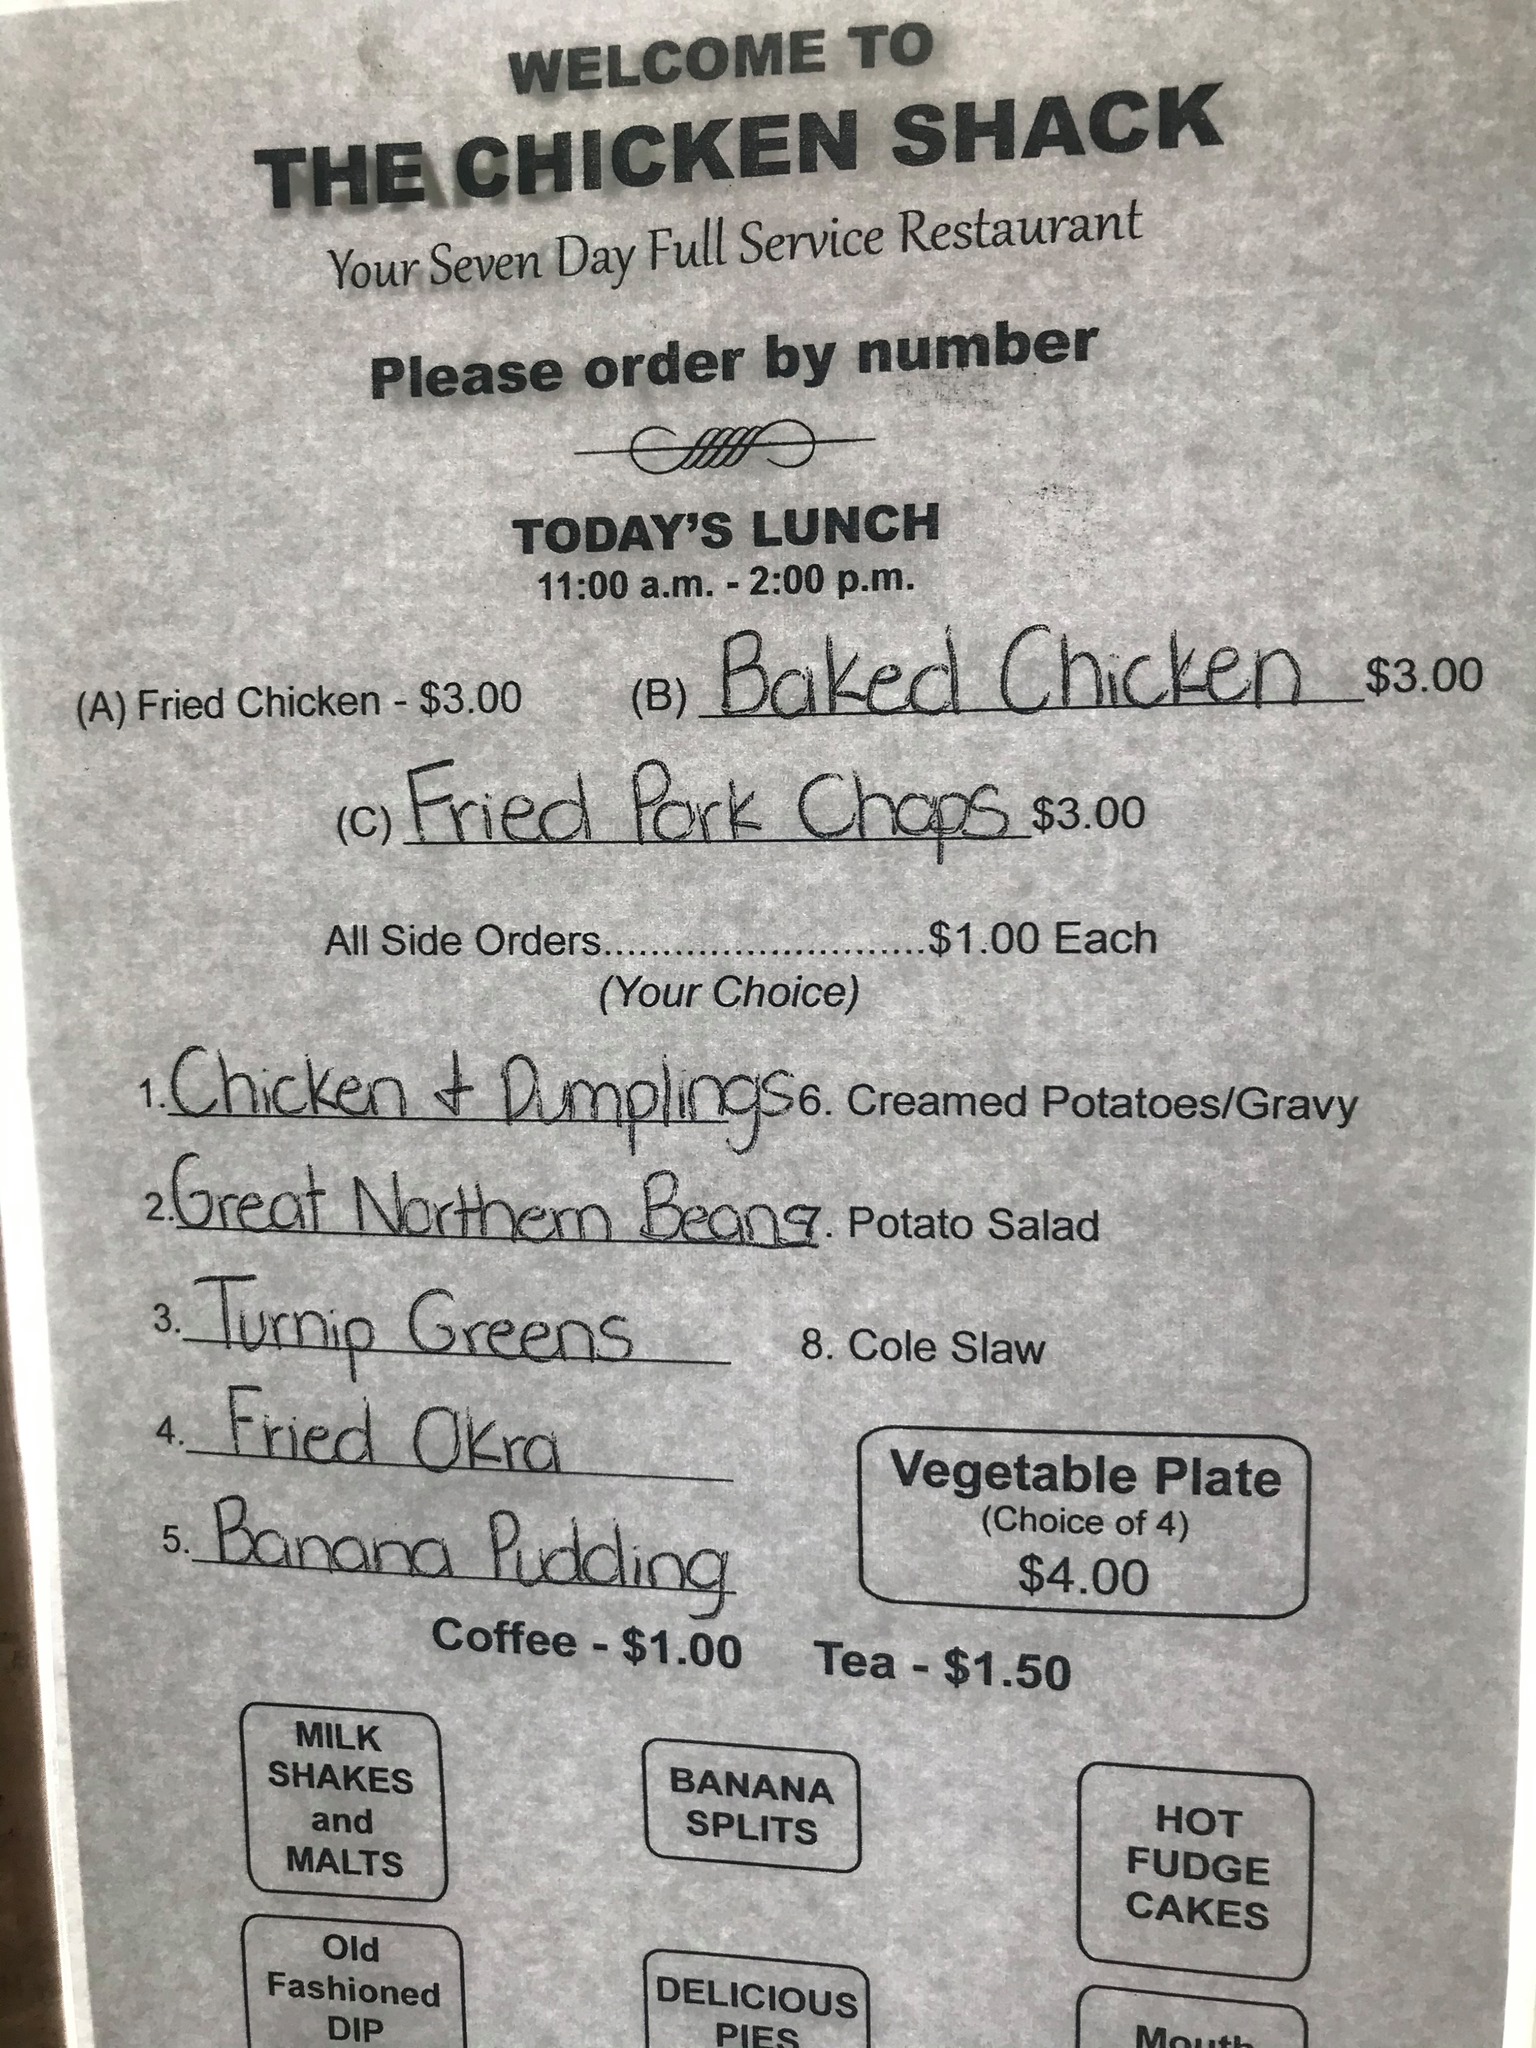 WELCOME TO
THE CHICKEN SHACK
Your Seven Day Full Service Restaurant
Please order by number
TODAY'S LUNCH
11:00 a.m. - 2:00 p.m.
(A) Fried Chicken - $3.00 (B) Baked Chicken $3.00
(C) Fried Pork Chops $3.00
All Side Orders...........................$1.00 Each
(Your Choice)
1. Chicken & Dumplings 6. Creamed Potatoes/Gravy
2. Great Northern Beans 7. Potato Salad
3. Turnip Greens 8. Cole Slaw
4. Fried Okra
5. Banana Pudding
Vegetable Plate
(Choice of 4)
$4.00
Coffee - $1.00 Tea - $1.50
MILK
SHAKES
and
MALTS
BANANA
SPLITS
HOT
FUDGE
CAKES
Old
Fashioned
DIP
DELICIOUS
PIES
Mouth